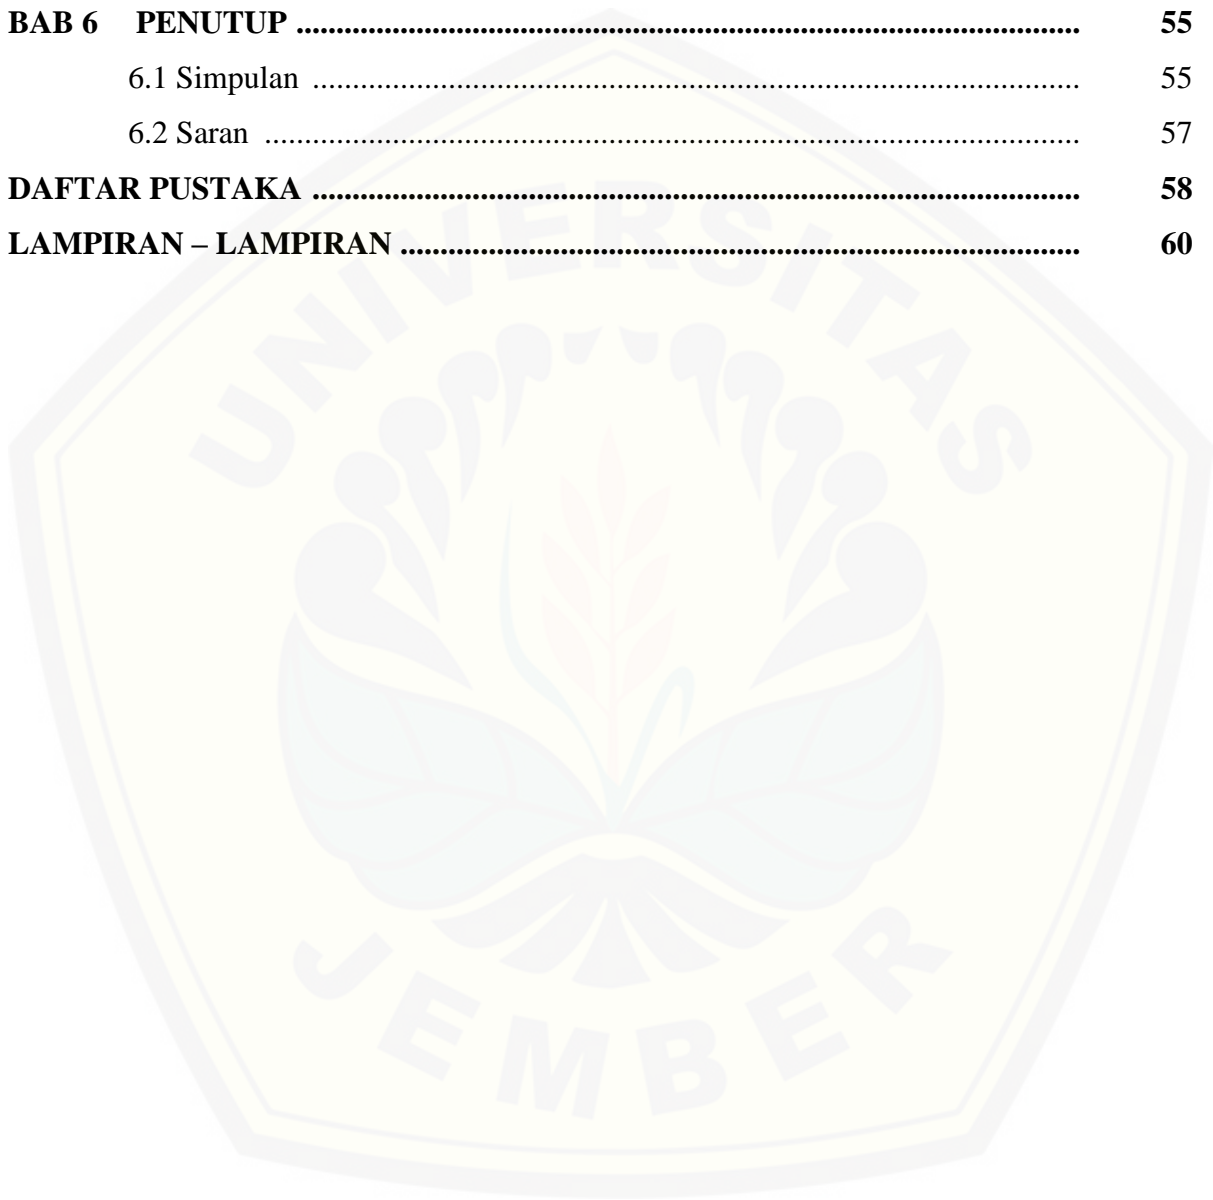 BAB 6 PENUTUP .................................................................................................. 55
6.1 Simpulan ................................................................................................ 55
6.2 Saran ...................................................................................................... 57
DAFTAR PUSTAKA ................................................................................................ 58
LAMPIRAN – LAMPIRAN ..................................................................................... 60
UNIVERSITAS
JEMBER